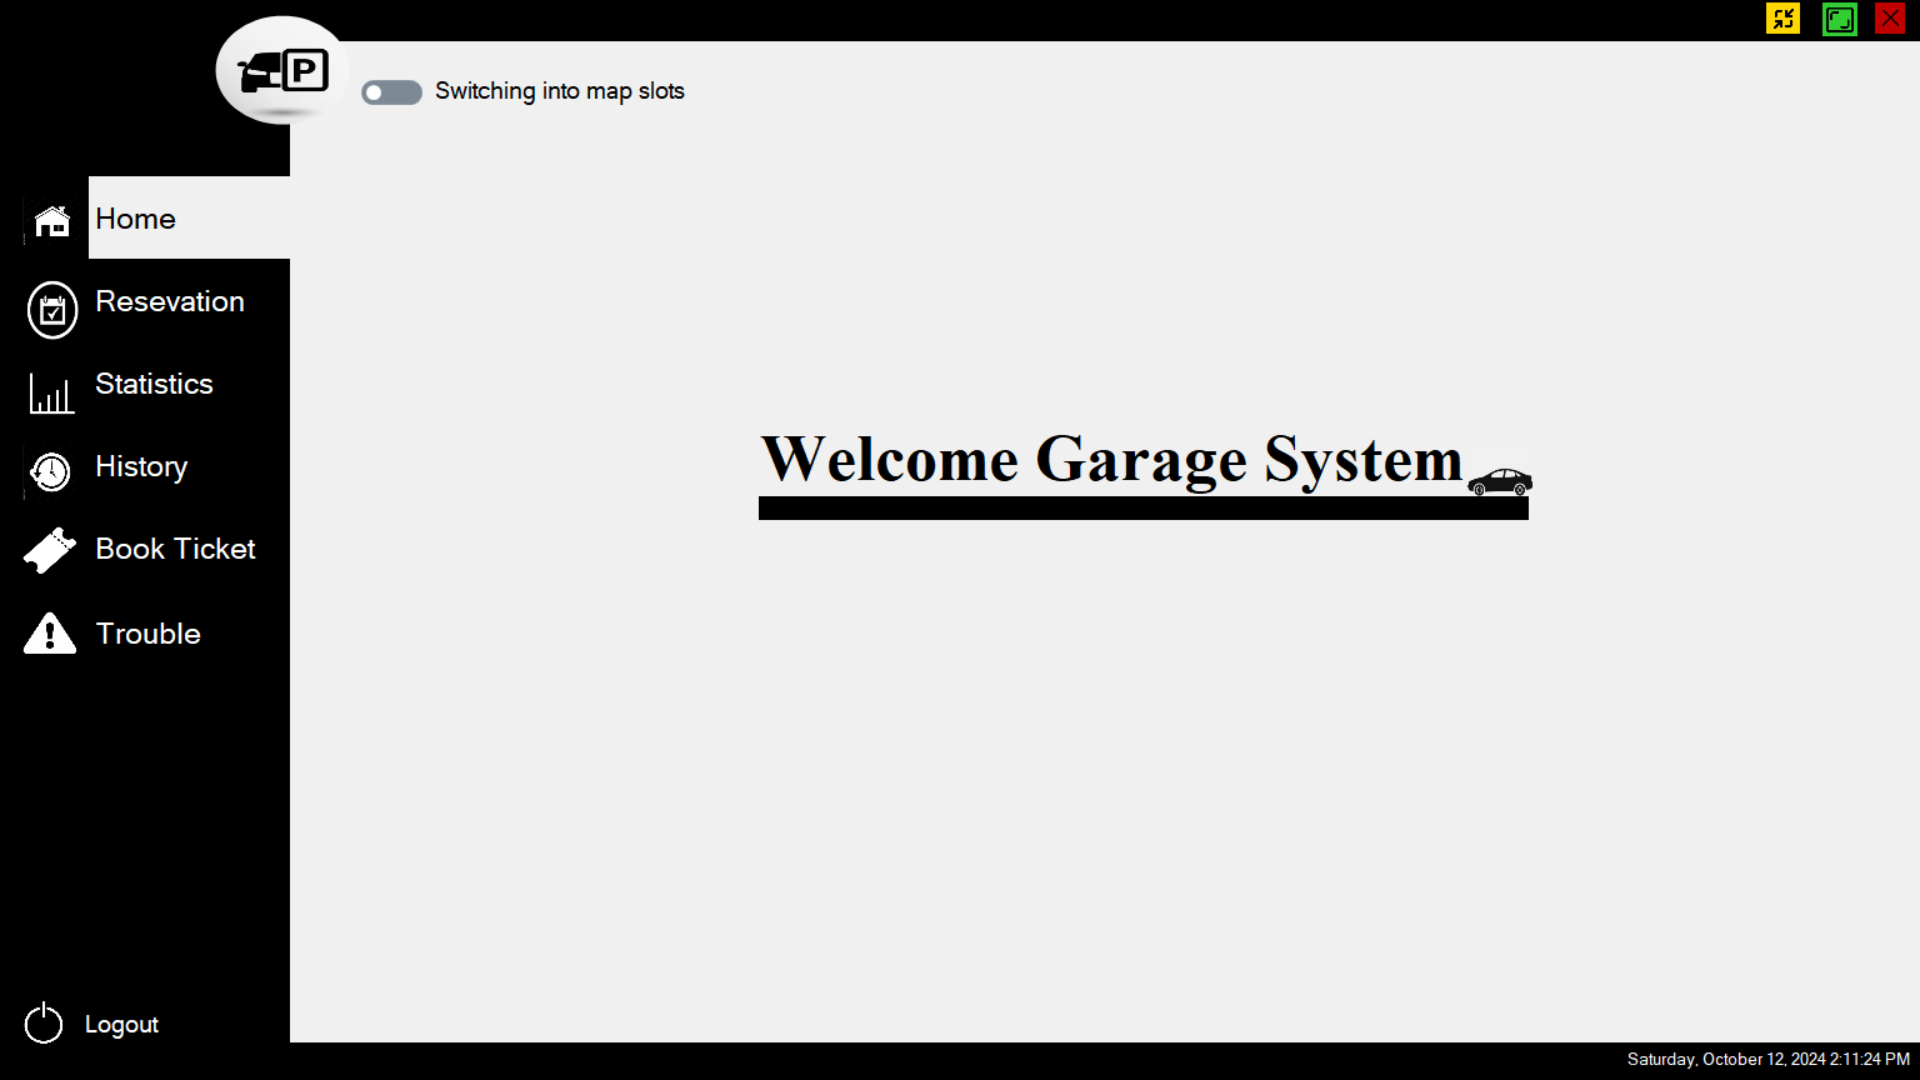 P
Switching into map slots
Home
Resevation
Statistics
History
Book Ticket
Trouble
Welcome Garage System
Logout
Saturday, October 12, 2024 2:11:24 PM